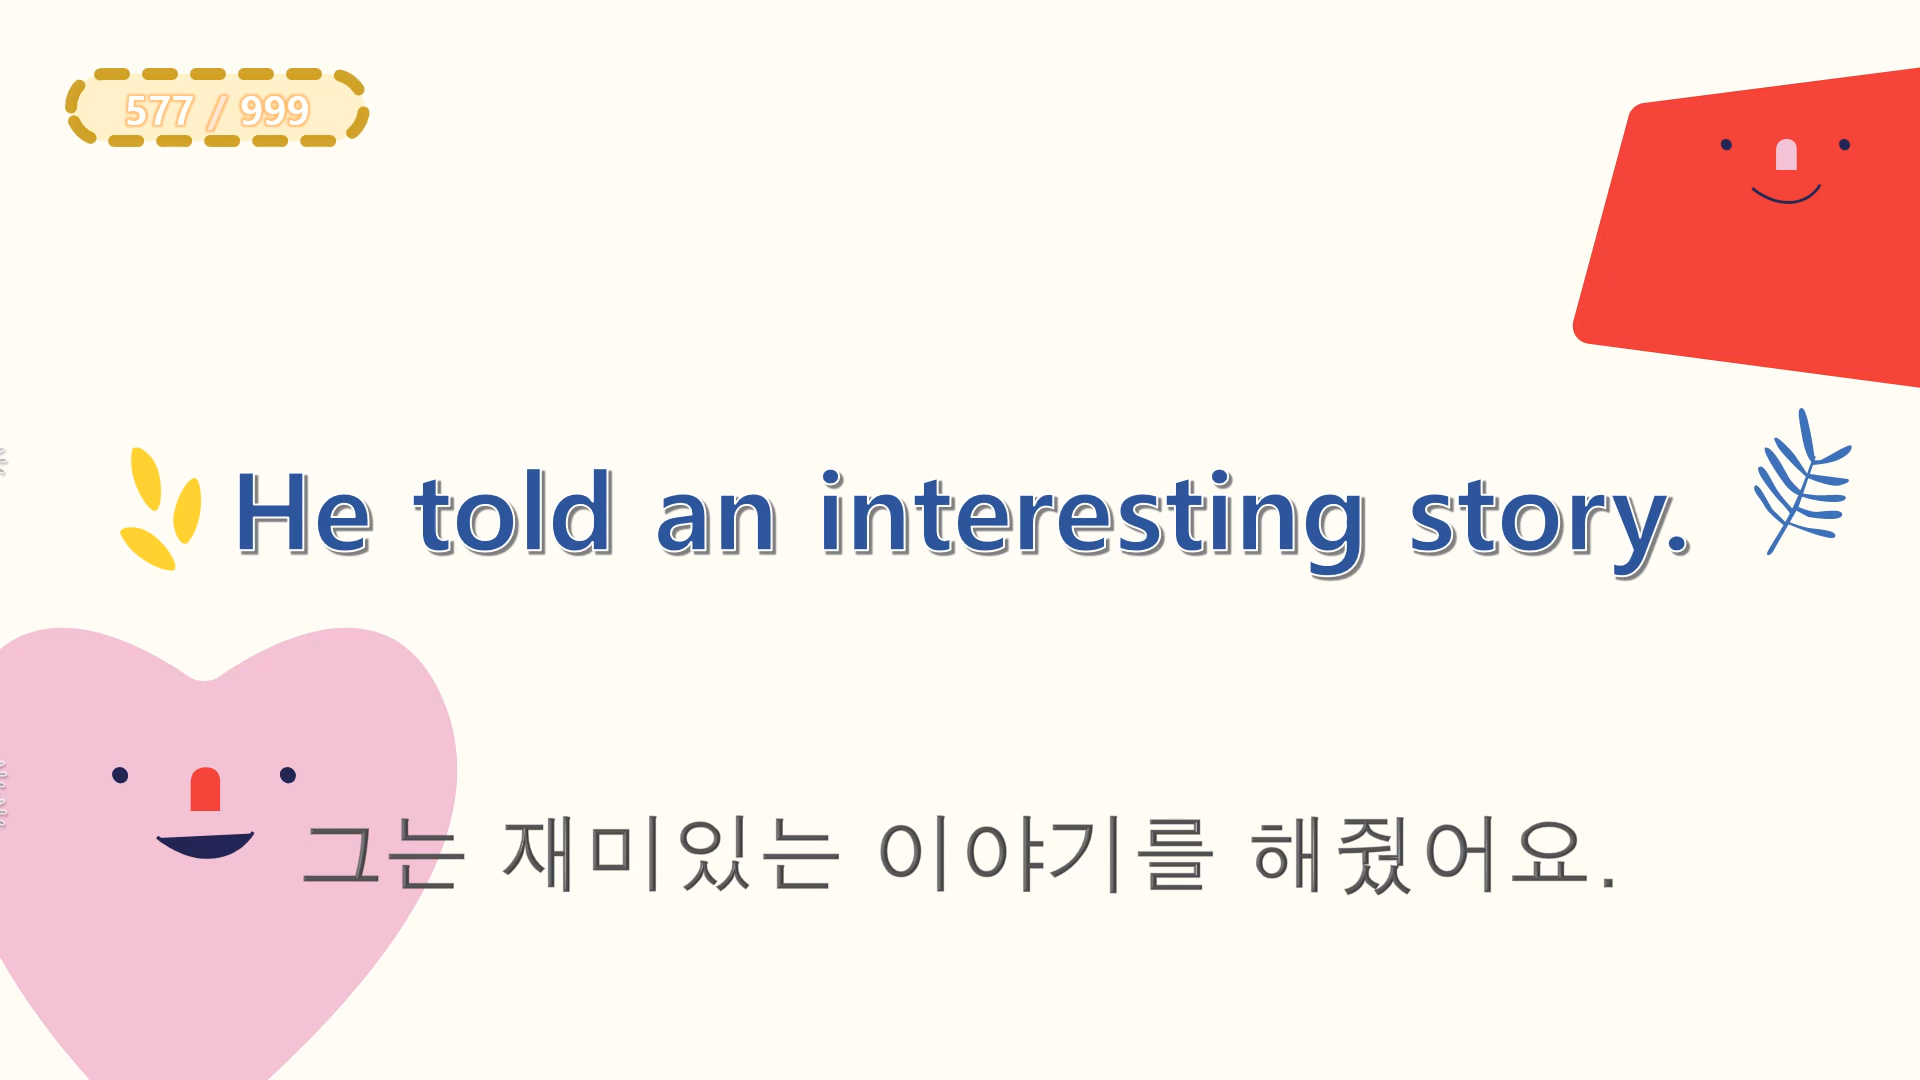 577 / 999
He told an interesting story.
그는 재미있는 이야기를 해줬어요.